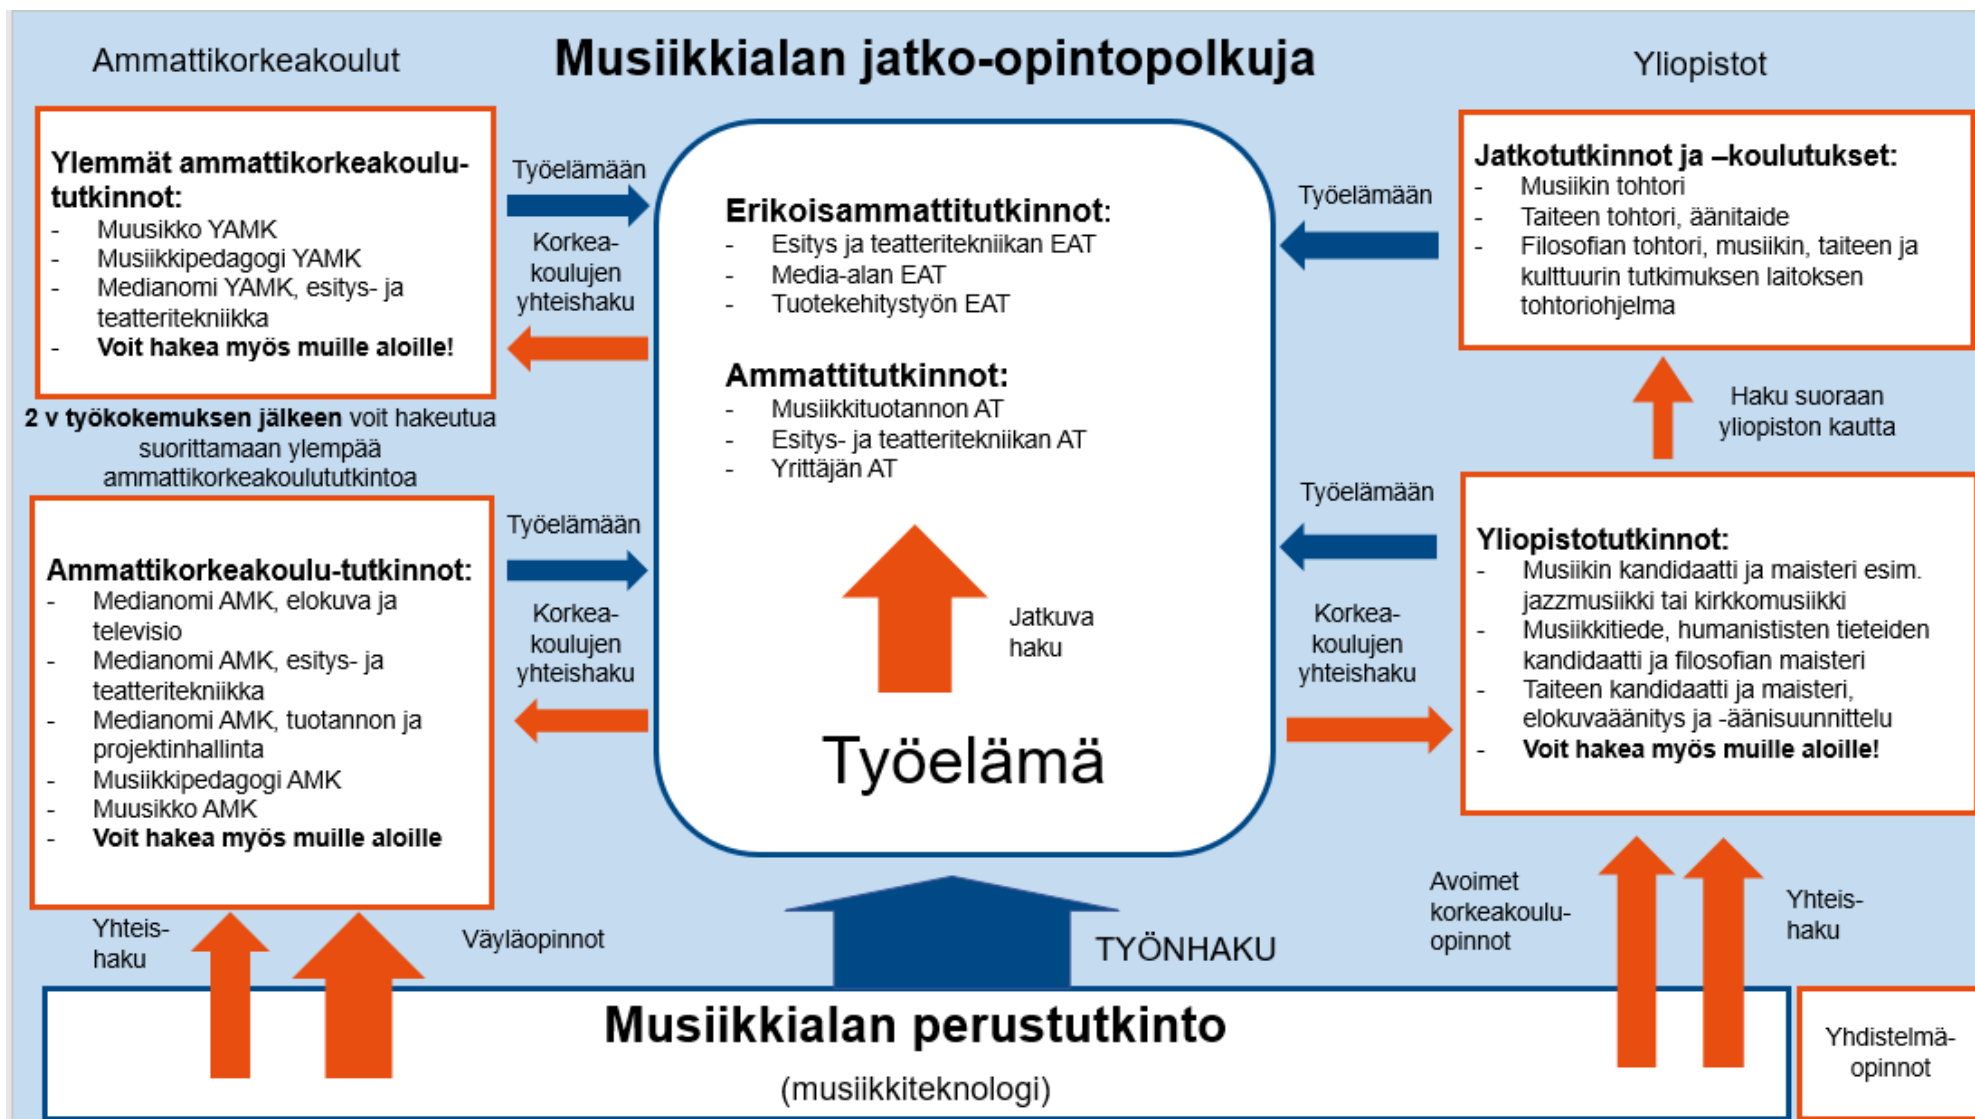 Musiikkialan jatko-opintopolkuja
Ammattikorkeakoulut
Ylemmät ammattikorkeakoulu-
tutkinnot:
- Muusikko YAMK
- Musiikkipedagogi YAMK
- Medianomi YAMK, esitys- ja
teatteritekniikka
- Voit hakea myös muille aloille!
2 v työkokemuksen jälkeen voit hakeutua
suorittamaan ylempää
ammattikorkeakoulututkintoa
Ammattikorkeakoulu-tutkinnot:
- Medianomi AMK, elokuva ja
televisio
- Medianomi AMK, esitys- ja
teatteritekniikka
- Medianomi AMK, tuotannon ja
projektinhallinta
- Musiikkipedagogi AMK
- Muusikko AMK
- Voit hakea myös muille aloille
Yhteis-
haku
Väyläopinnot
Työelämään
Korkea-
koulujen
yhteishaku
Työelämään
Korkea-
koulujen
yhteishaku
Erikoisammattitutkinnot:
- Esitys ja teatteritekniikan EAT
- Media-alan EAT
- Tuotekehitystyön EAT
Ammattitutkinnot:
- Musiikkituotannon AT
- Esitys- ja teatteritekniikan AT
- Yrittäjän AT
Jatkuva
haku
Työelämä
TYÖNHAKU
Yliopistot
Työelämään
Jatkotutkinnot ja –koulutukset:
- Musiikin tohtori
- Taiteen tohtori, äänitaide
- Filosofian tohtori, musiikin, taiteen ja
kulttuurin tutkimuksen laitoksen
tohtoriohjelma
Haku suoraan
yliopiston kautta
Työelämään
Korkea-
koulujen
yhteishaku
Yliopistotutkinnot:
- Musiikin kandidaatti ja maisteri esim.
jazzmusiikki tai kirkkomusiikki
- Musiikkitiede, humanististen tieteiden
kandidaatti ja filosofian maisteri
- Taiteen kandidaatti ja maisteri,
elokuvaäänitys ja -äänisuunnittelu
- Voit hakea myös muille aloille!
Avoimet
korkeakoulu-
opinnot
Yhteis-
haku
Musiikkialan perustutkinto
(musiikkiteknologi)
Yhdistelmä-
opinnot